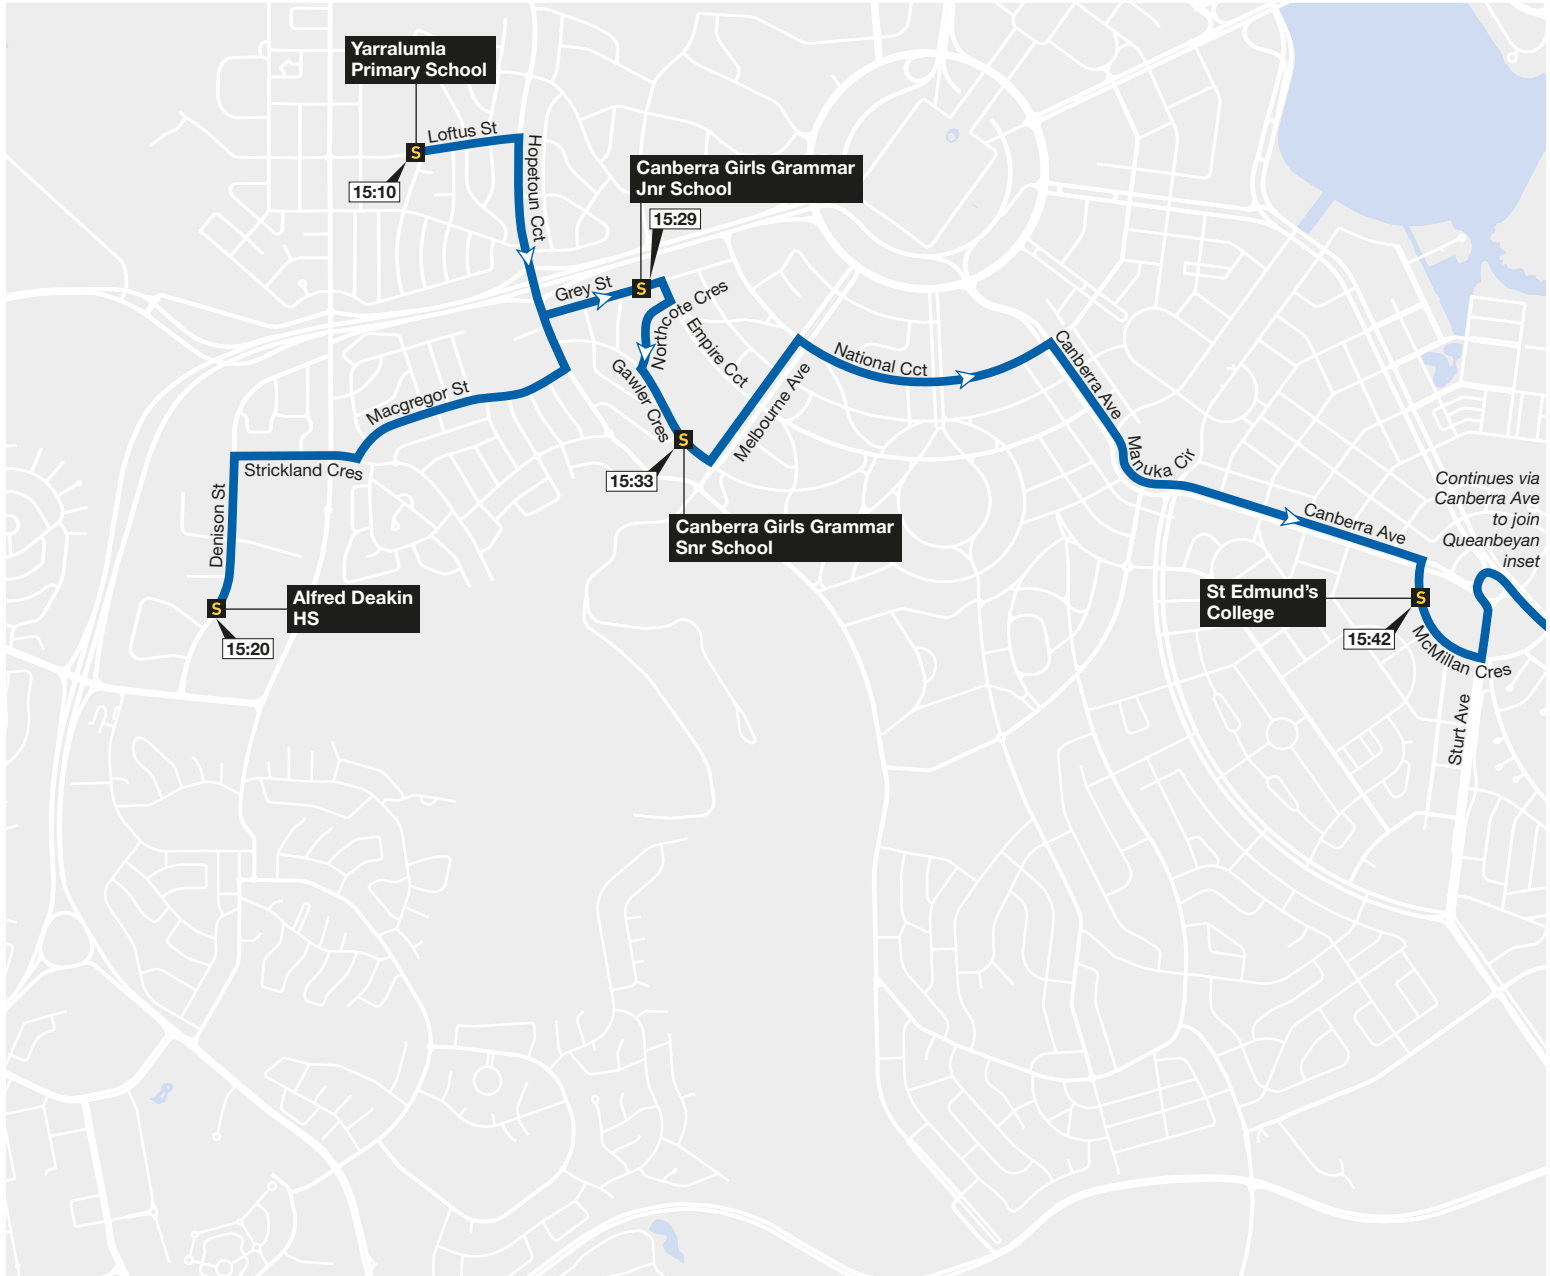 Yarralumla
Primary School
Loftus St
S
15:10
Hopetoun Cct
Canberra Girls Grammar
Jnr School
15:29
S
Grey St
Northcote Cres
Empire Cct
Gawler Cres
Macgregor St
Strickland Cres
Denison St
S
Alfred Deakin
HS
15:20
S
15:33
Canberra Girls Grammar
Snr School
Melbourne Ave
National Cct
Canberra Ave
Manuka Cir
Canberra Ave
Continues via
Canberra Ave
to join
Queanbeyan
inset
St Edmund's
College
S
15:42
McMillan Cres
Sturt Ave